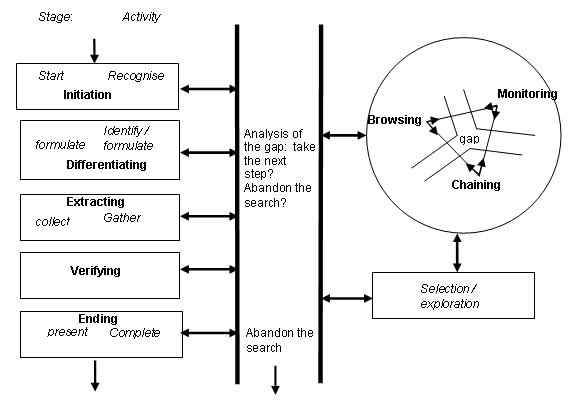 Stage: Activity
Start Recognise
Initiation
formulate Identify / formulate
Differentiating
Extracting
collect Gather
Verifying
Ending
present Complete
Analysis of
the gap: take
the next
step?
Abandon the
search?
Abandon the
search
Monitoring
Browsing
gap
Chaining
Selection /
exploration